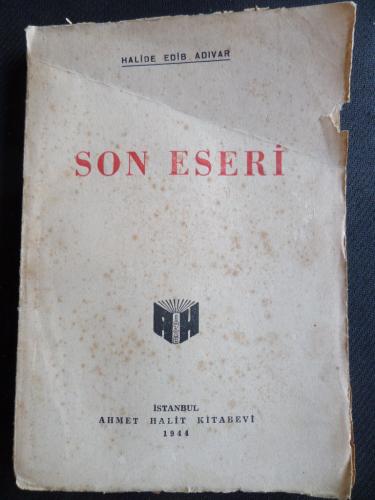 HALİDE EDİB ADIVAR
SON ESERİ
İSTANBUL
AHMET HALİT KİTABEVİ
1944